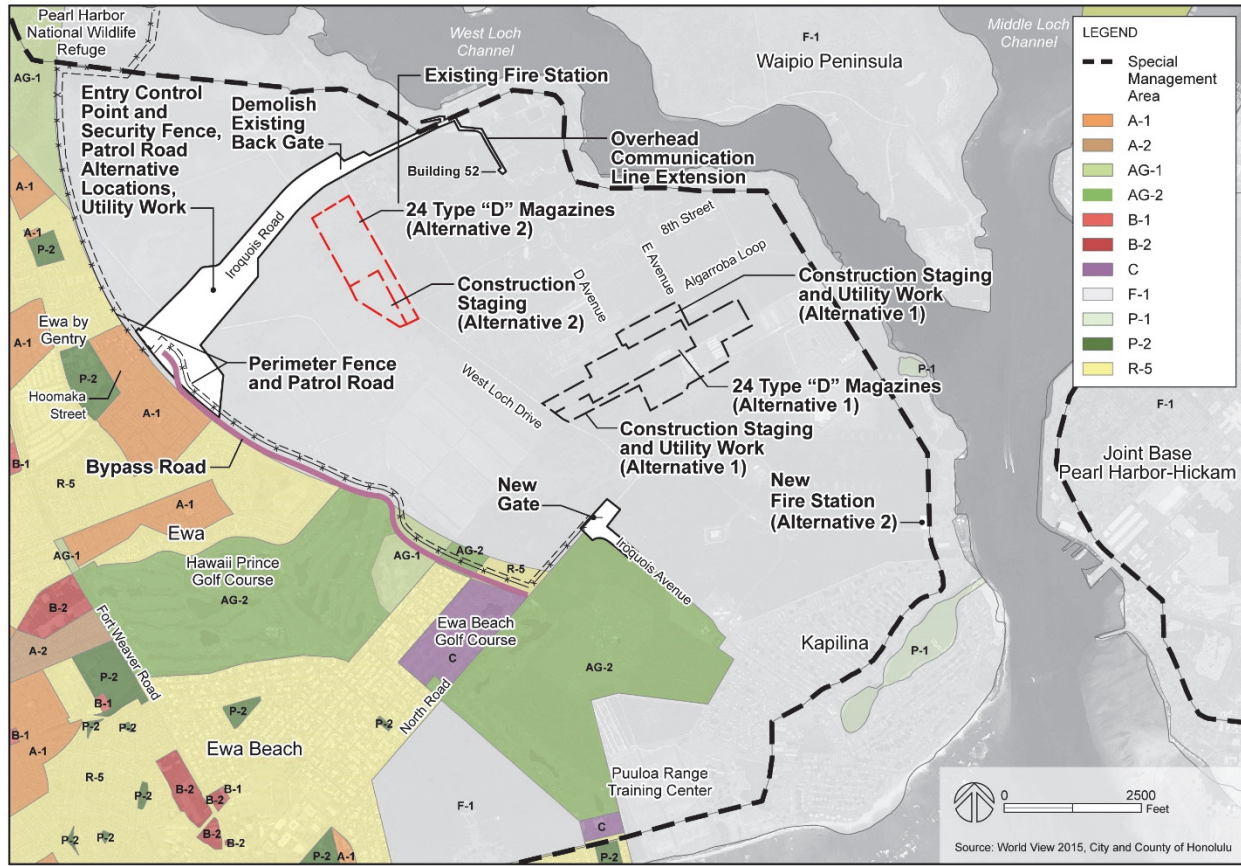 Pearl Harbor
National Wildlife
Refuge
West Loch
Channel
Middle Loch
Channel
F-1
Waipio Peninsula
AG-1
Existing Fire Station
Entry Control
Point and
Security Fence,
Patrol Road
Alternative
Locations,
Utility Work
Demolish
Existing
Back Gate
Overhead
Communication
Line Extension
Building 52
Iroquois Road
24 Type “D” Magazines
(Alternative 2)
Construction
Staging
(Alternative 2)
8th Street
E Avenue
Algarroba Loop
D Avenue
Construction Staging
and Utility Work
(Alternative 1)
24 Type “D” Magazines
(Alternative 1)
Construction Staging
and Utility Work
(Alternative 1)
West Loch Drive
A-1
A-1
P-2
Ewa by
Gentry
A-1
P-2
Hoomaka
Street
A-1
Perimeter Fence
and Patrol Road
Bypass Road
P-1
F-1
Joint Base
Pearl Harbor-Hickam
B-1
R-5
A-1
Ewa
New
Gate
New
Fire Station
(Alternative 2)
AG-1
Hawaii Prince
Golf Course
AG-2
AG-1
AG-2
R-5
Iroquois Avenue
B-2
Fort Weaver Road
Ewa Beach
Golf Course
C
AG-2
Kapilina
P-1
A-2
P-2
B-1
P-2
P-2
P-2
P-2
North Road
B-1
A-1
Ewa Beach
R-5
P-2
B-2
B-2
B-1
B-2
P-2
P-2
P-2
P-2
A-1
F-1
Puuloa Range
Training Center
C
P-2
LEGEND
Special
Management
Area
A-1
A-2
AG-1
AG-2
B-1
B-2
C
F-1
P-1
P-2
R-5
0
2500
Feet
Source: World View 2015, City and County of Honolulu